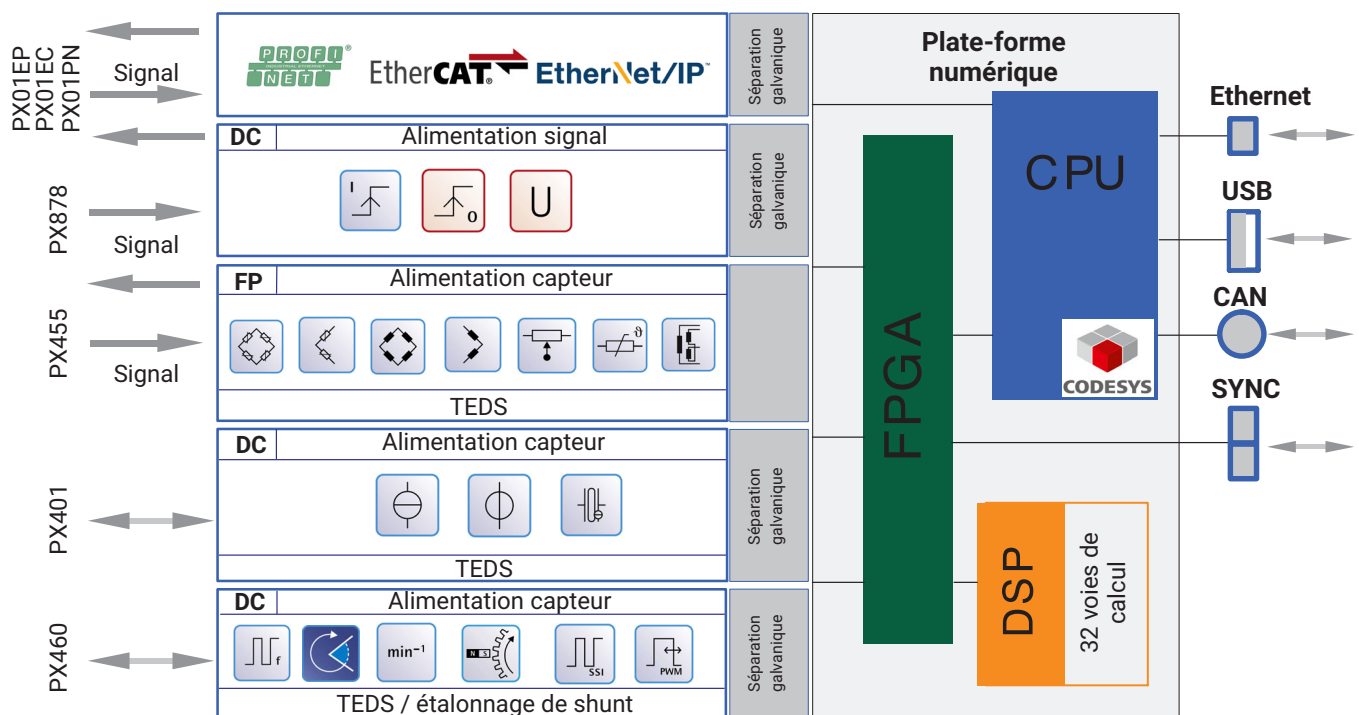 PX01EP
PX01EC
PX01PN
Signal
PROFI
INDUSTRIAL ETHERNET
NET®
EtherCAT®
EtherNet/IP™
Séparation
galvanique
Plate-forme
numérique
Ethernet
USB
CAN
SYNC
PX878
Signal
DC
Alimentation signal
I
O
U
Séparation
galvanique
PX455
Signal
FP
Alimentation capteur
ϑ
TEDS
PX401
DC
Alimentation capteur
TEDS
Séparation
galvanique
PX460
DC
Alimentation capteur
f
min⁻¹
N S
SSI
PWM
TEDS / étalonnage de shunt
Séparation
galvanique
FPGA
CPU
CODESYS
DSP
32 voies de
calcul